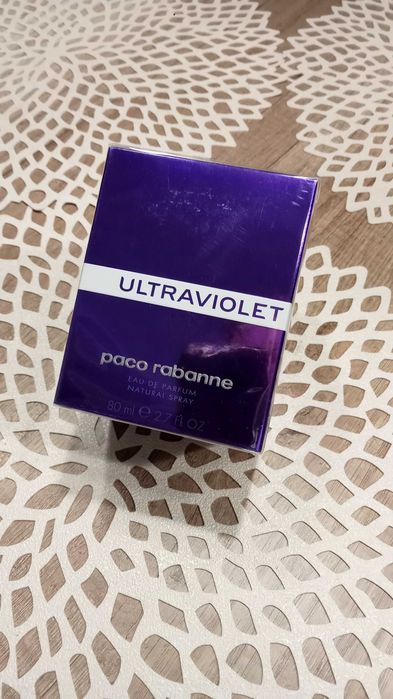 ULTRAVIOLET
paco rabanne
EAU DE PARFUM
NATURAL SPRAY
80 ml ℮ 2.7 fl oz